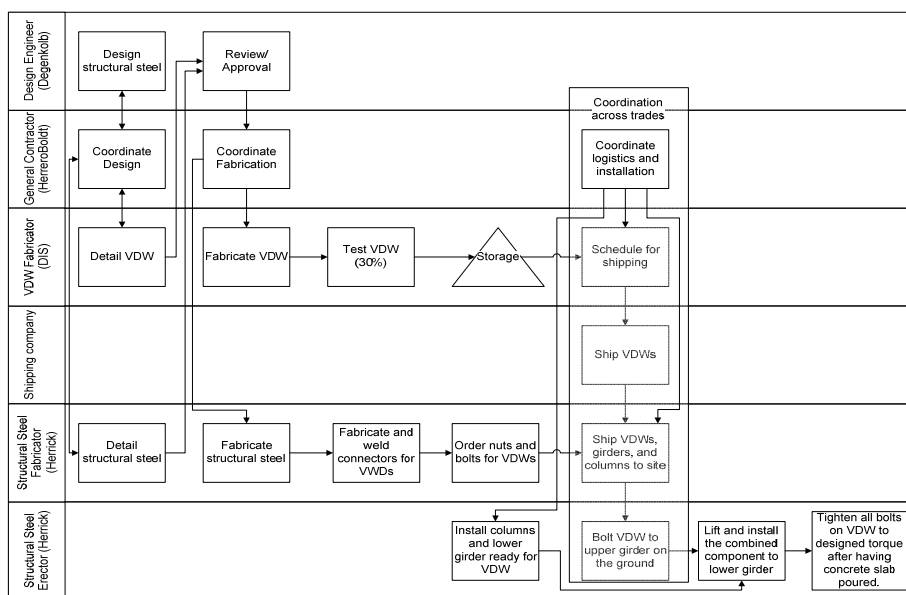 Design Engineer
(Degenkolb)
Design
structural steel
Review/
Approval
General Contractor
(HerreroBoldt)
Coordinate
Design
Coordinate
Fabrication
Coordination
across trades
Coordinate
logistics and
installation
VDW Fabricator
(DIS)
Detail VDW
Fabricate VDW
Test VDW
(30%)
Storage
Schedule for
shipping
Shipping company
Ship VDWs
Structural Steel
Fabricator
(Herrick)
Detail
structural steel
Fabricate
structural steel
Fabricate and
weld
connectors for
VWDs
Order nuts and
bolts for VDWs
Ship VDWs,
girders, and
columns to site
Structural Steel
Erector (Herrick)
Install columns
and lower
girder ready for
VDW
Bolt VDW to
upper girder on
the ground
Lift and install
the combined
component to
lower girder
Tighten all bolts
on VDW to
designed torque
after having
concrete slab
poured.